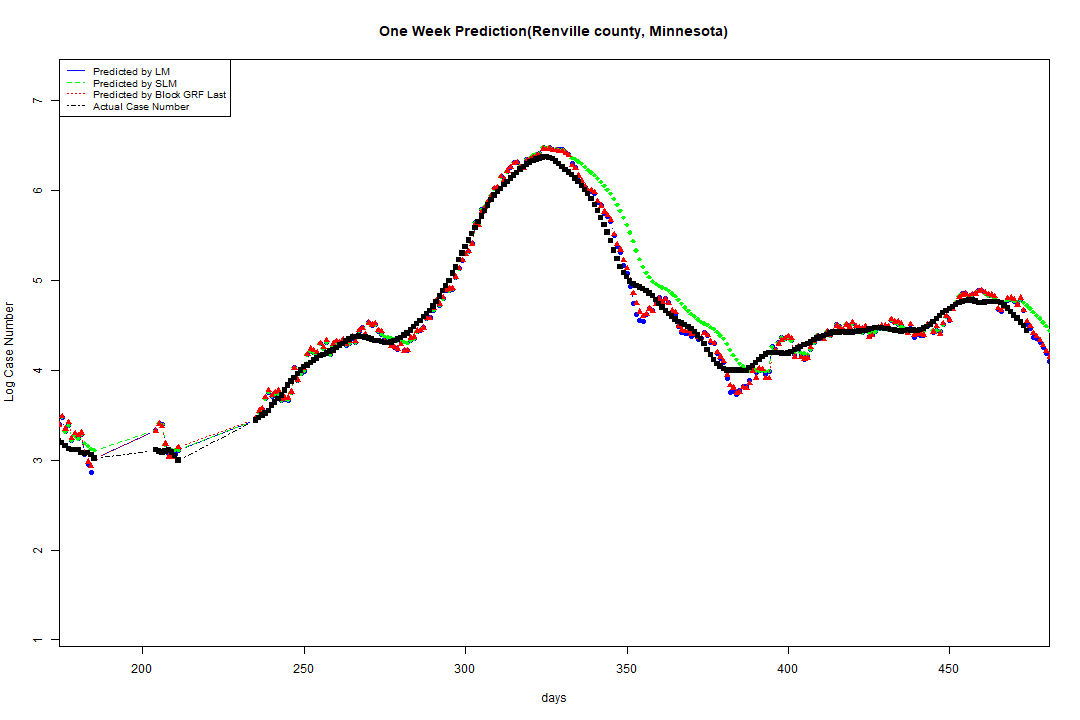 One Week Prediction(Renville county, Minnesota)
Predicted by LM
Predicted by SLM
Predicted by Block GRF Last
Actual Case Number
7
6
5
4
3
2
1
Log Case Number
200 250 300 350 400 450
days